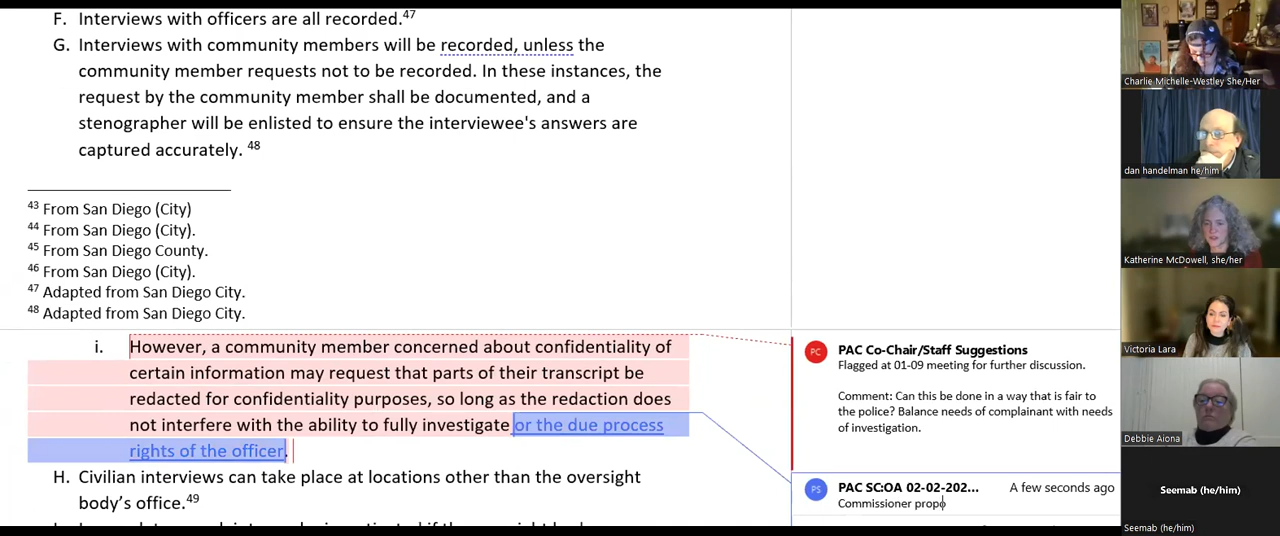 F. Interviews with officers are all recorded.47
G. Interviews with community members will be recorded, unless the
community member requests not to be recorded. In these instances, the
request by the community member shall be documented, and a
stenographer will be enlisted to ensure the interviewee's answers are
captured accurately. 48
43 From San Diego (City)
44 From San Diego (City).
45 From San Diego County.
46 From San Diego (City).
47 Adapted from San Diego City.
48 Adapted from San Diego City.
i. However, a community member concerned about confidentiality of
certain information may request that parts of their transcript be
redacted for confidentiality purposes, so long as the redaction does
not interfere with the ability to fully investigate or the due process
rights of the officer.
H. Civilian interviews can take place at locations other than the oversight
body's office.49
PC PAC Co-Chair/Staff Suggestions
Flagged at 01-09 meeting for further discussion.
Comment: Can this be done in a way that is fair to
the police? Balance needs of complainant with needs
of investigation.
PS PAC SC:OA 02-02-202... A few seconds ago
Commissioner propo
Charlie Michelle-Westley She/Her
dan handelman he/him
Katherine McDowell, she/her
Victoria Lara
Debbie Aiona
Seemab (he/him)
Seemab (he/him)